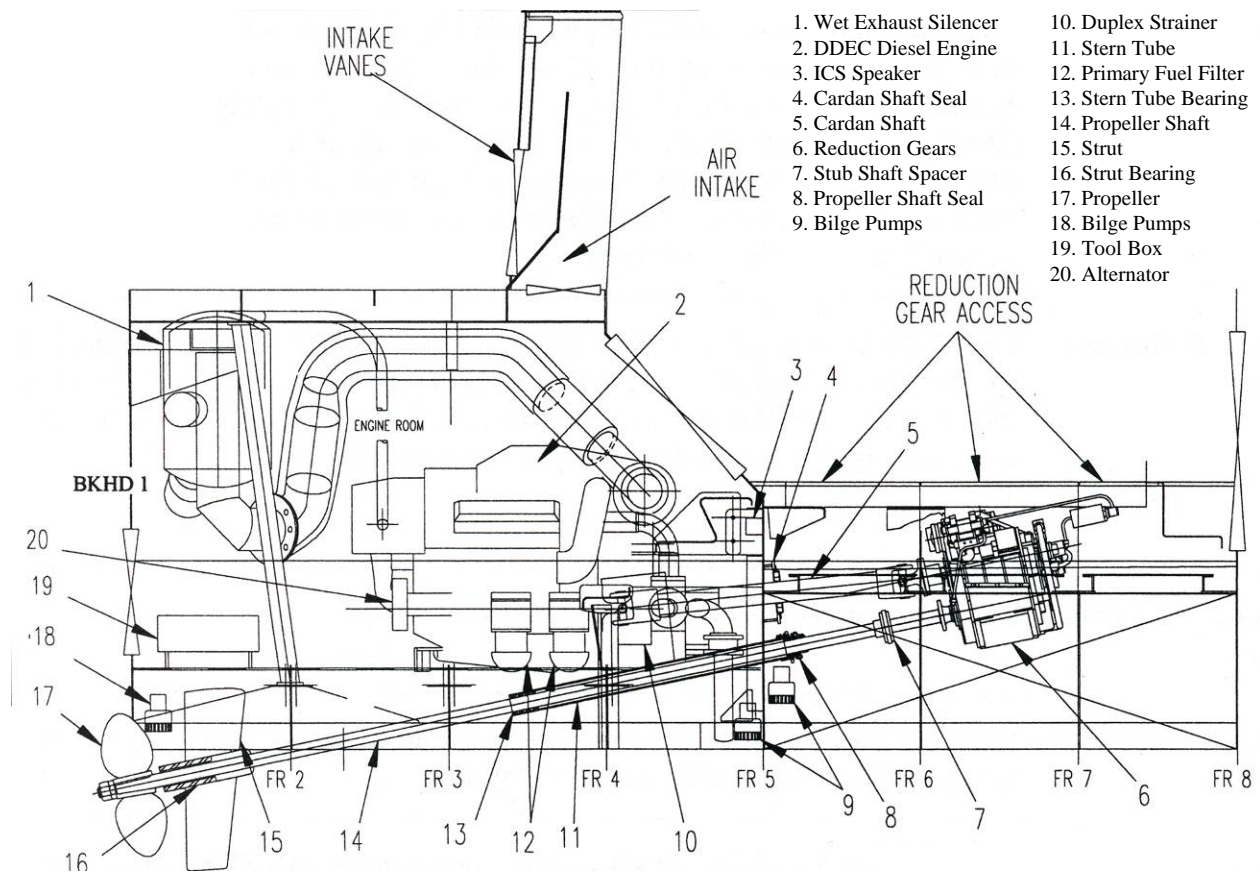 INTAKE
VANES
AIR
INTAKE
1. Wet Exhaust Silencer
2. DDEC Diesel Engine
3. ICS Speaker
4. Cardan Shaft Seal
5. Cardan Shaft
6. Reduction Gears
7. Stub Shaft Spacer
8. Propeller Shaft Seal
9. Bilge Pumps
10. Duplex Strainer
11. Stern Tube
12. Primary Fuel Filter
13. Stern Tube Bearing
14. Propeller Shaft
15. Strut
16. Strut Bearing
17. Propeller
18. Bilge Pumps
19. Tool Box
20. Alternator
REDUCTION
GEAR ACCESS
1
2
3
4
5
ENGINE ROOM
BKHD 1
20
19
18
17
FR 2
FR 3
FR 4
FR 5
FR 6
FR 7
FR 8
16
15
14
13
12
11
10
9
8
7
6